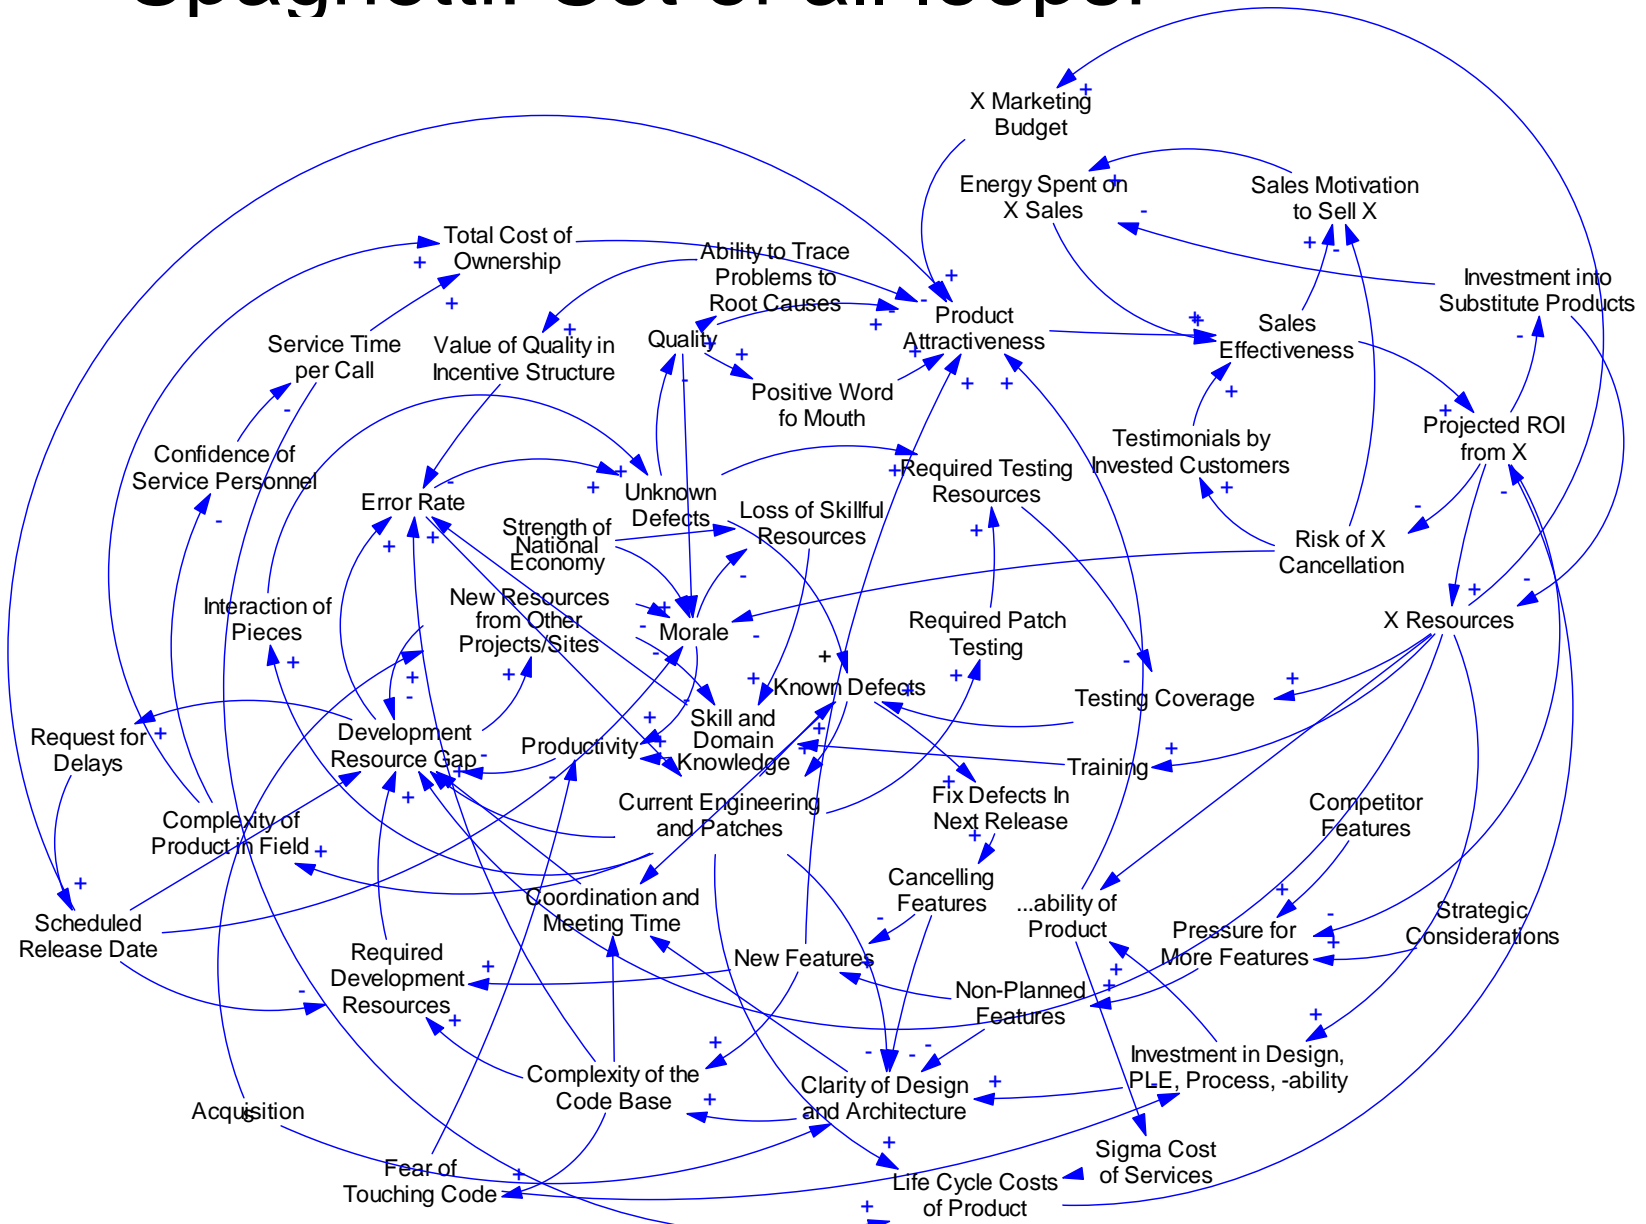 Spaghetti: Set of all loops.
X Marketing
Budget
Energy Spent on
X Sales
Sales Motivation
to Sell X
Total Cost of
Ownership
Ability to Trace
Problems to
Root Causes
Investment into
Substitute Products
Product
Attractiveness
Sales
Effectiveness
Service Time
per Call
Value of Quality in
Incentive Structure
Quality
Positive Word
fo Mouth
Projected ROI
from X
Testimonials by
Invested Customers
Confidence of
Service Personnel
Error Rate
Unknown
Defects
Required Testing
Resources
Loss of Skillful
Resources
Strength of
National
Economy
Risk of X
Cancellation
New Resources
from Other
Projects/Sites
Interaction of
Pieces
Morale
Required Patch
Testing
X Resources
Known Defects
Testing Coverage
Skill and
Domain
Knowledge
Development
Resource Gap
Productivity
Request for
Delays
Training
Current Engineering
and Patches
Fix Defects In
Next Release
Competitor
Features
Complexity of
Product in Field
Cancelling
Features
Coordination and
Meeting Time
...ability of
Product
Strategic
Considerations
Scheduled
Release Date
Pressure for
More Features
Required
Development
Resources
New Features
Non-Planned
Features
Investment in Design,
PLE, Process, -ability
Complexity of the
Code Base
Clarity of Design
and Architecture
Acquisition
s
Sigma Cost
of Services
Fear of
Touching Code
Life Cycle Costs
of Product